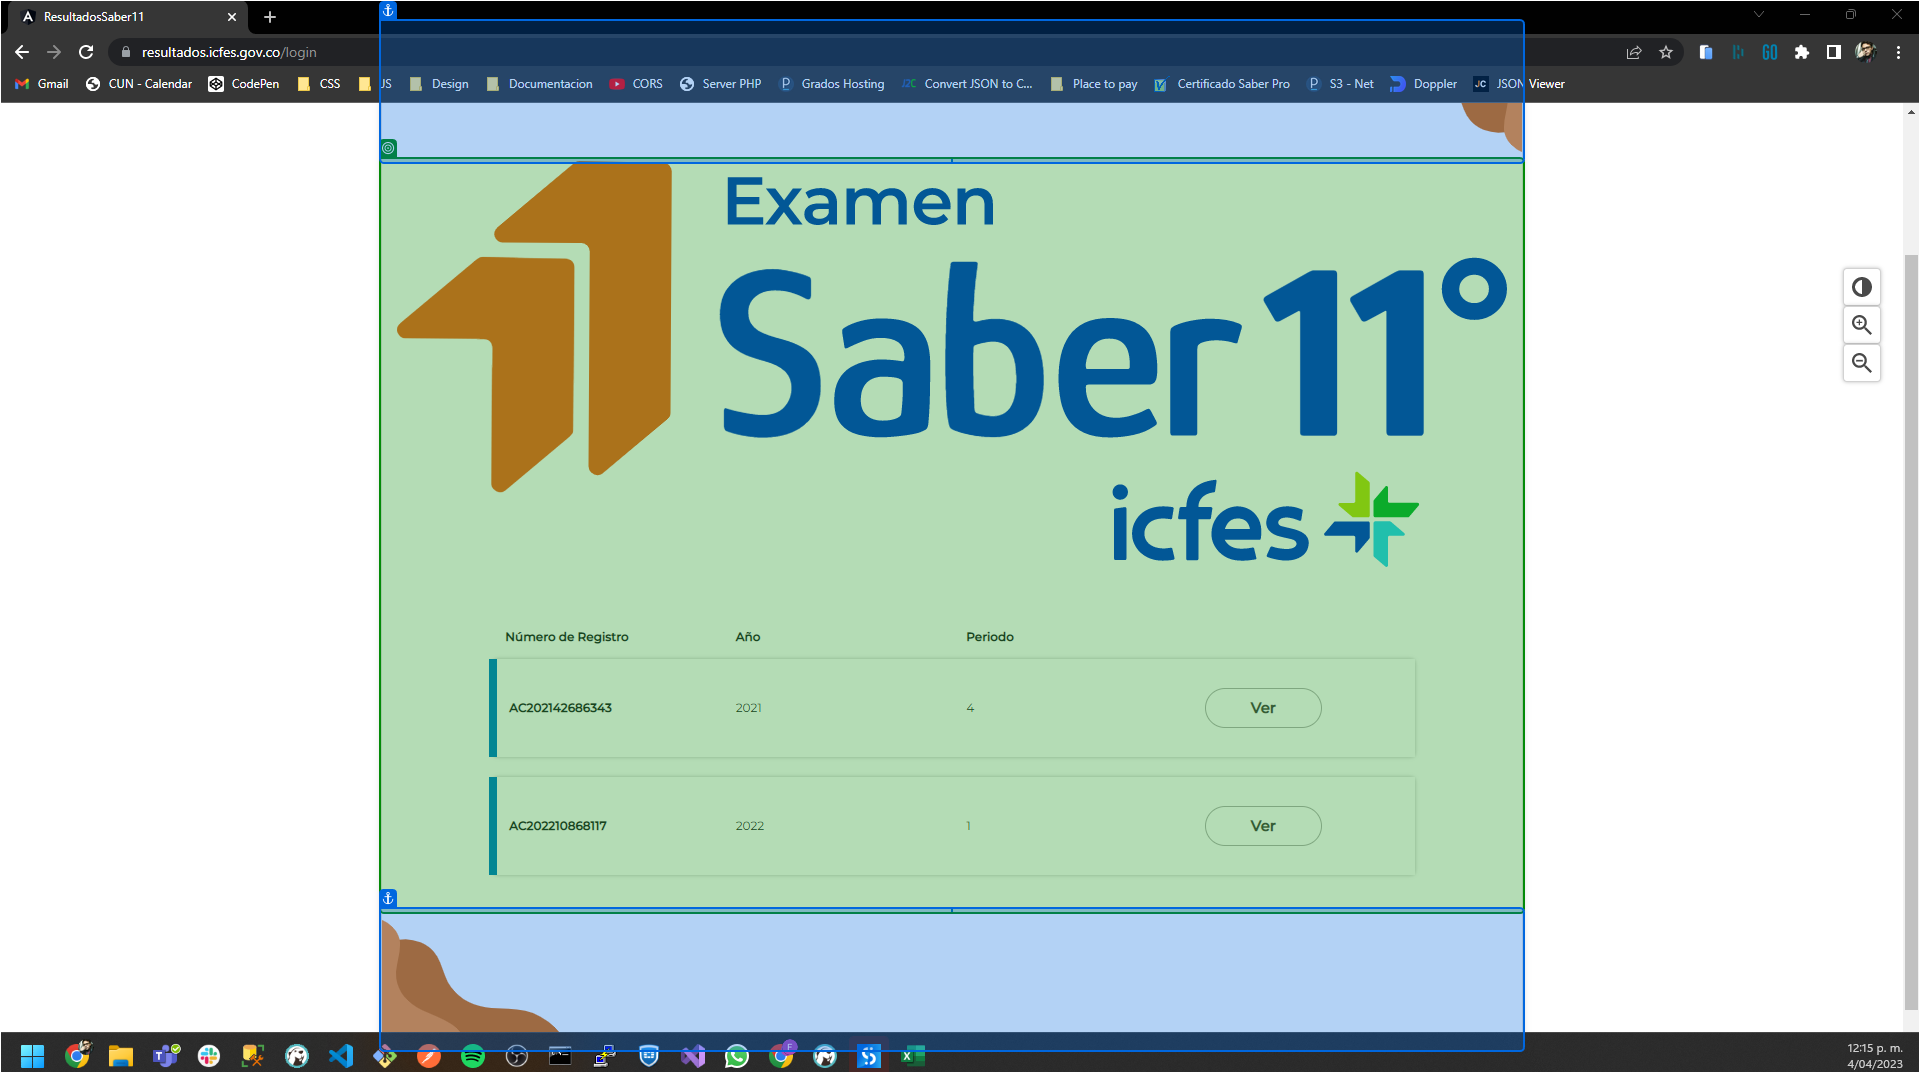 ResultadosSaber11
resultados.icfes.gov.co/login
Gmail CUN - Calendar CodePen CSS JS Design Documentacion CORS Server PHP Grados Hosting Convert JSON to C... Place to pay Certificado Saber Pro S3 - Net Doppler JSON Viewer
Examen
Saber 11°
icfes
Número de Registro Año Periodo
AC202142686343 2021 4 Ver
AC202210868117 2022 1 Ver
12:15 p. m.
4/04/2023